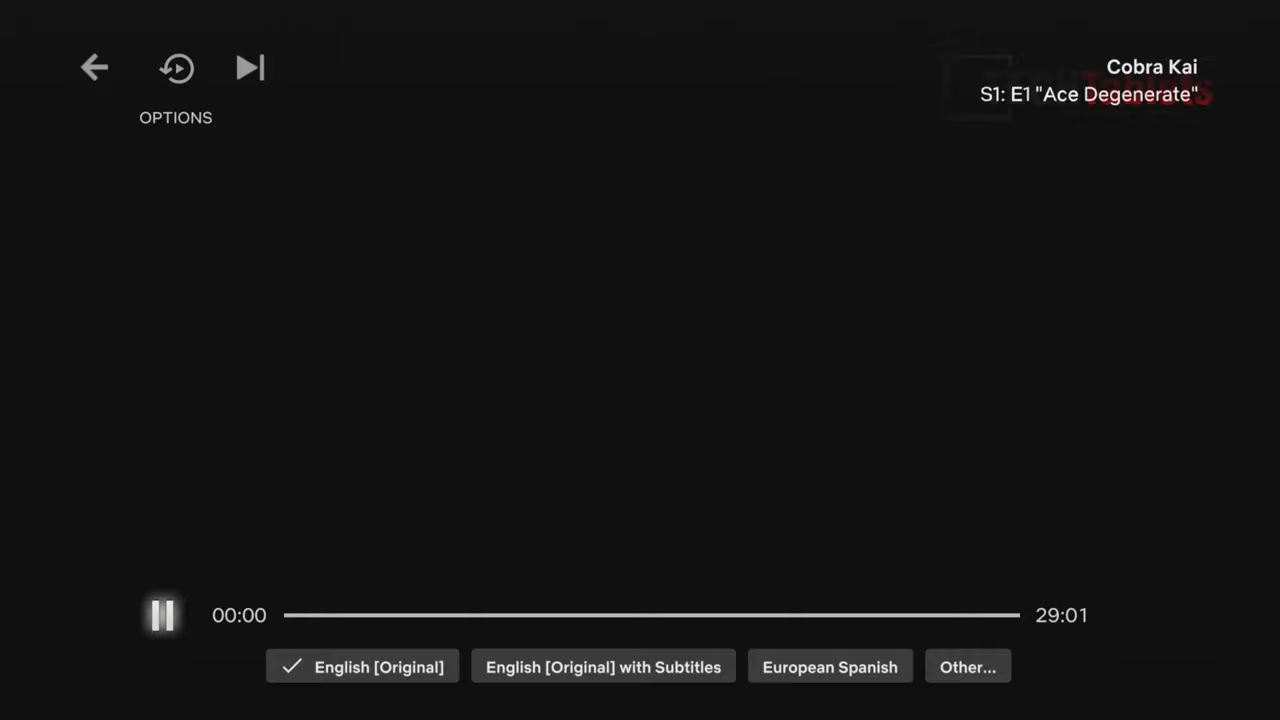 Cobra Kai
S1: E1 "Ace Degenerate"
Tablets
OPTIONS
00:00
29:01
English [Original]
English [Original] with Subtitles
European Spanish
Other...